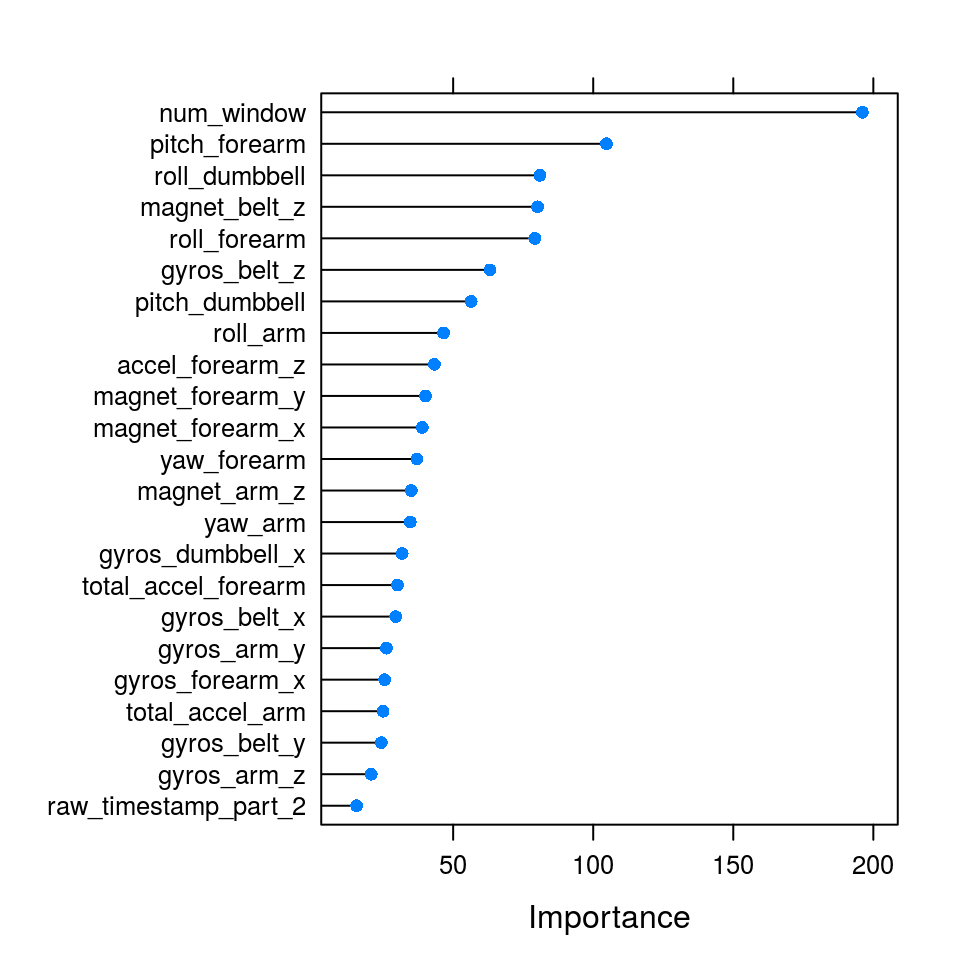 num_window
pitch_forearm
roll_dumbbell
magnet_belt_z
roll_forearm
gyros_belt_z
pitch_dumbbell
roll_arm
accel_forearm_z
magnet_forearm_y
magnet_forearm_x
yaw_forearm
magnet_arm_z
yaw_arm
gyros_dumbbell_x
total_accel_forearm
gyros_belt_x
gyros_arm_y
gyros_forearm_x
total_accel_arm
gyros_belt_y
gyros_arm_z
raw_timestamp_part_2
50 100 150 200
Importance